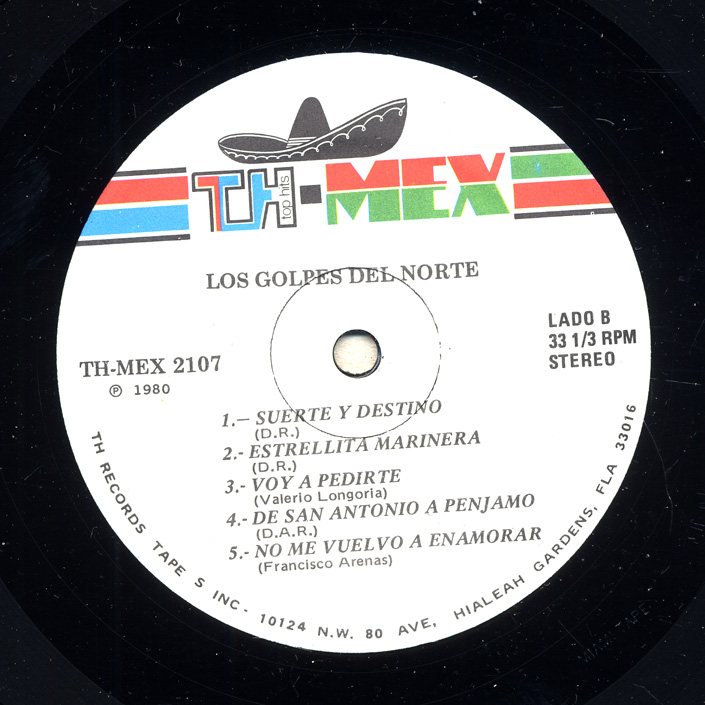 TH top hits-MEX
LOS GOLPES DEL NORTE
LADO B
33 1/3 RPM
STEREO
TH-MEX 2107
℗ 1980
1.— SUERTE Y DESTINO
(D.R.)
2.- ESTRELLITA MARINERA
(D.R.)
3.- VOY A PEDIRTE
(Valerio Longoria)
4.- DE SAN ANTONIO A PENJAMO
(D.A.R.)
5.- NO ME VUELVO A ENAMORAR
(Francisco Arenas)
TH RECORDS TAPE S INC - 10124 N.W. 80 AVE, HIALEAH GARDENS, FLA 33016
MIAMI TAPE